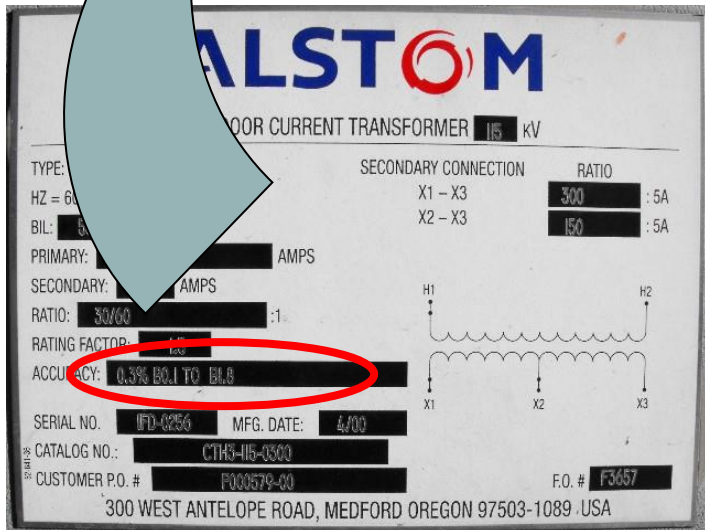 ALSTOM
DOOR CURRENT TRANSFORMER 115 KV
TYPE: SECONDARY CONNECTION RATIO
HZ = 60 X1 – X3 300 : 5A
BIL: X2 – X3 150 : 5A
PRIMARY: AMPS
SECONDARY: AMPS
H1 H2
RATIO: 30/60 :1
RATING FACTOR:
ACCURACY: 0.3% B0.1 TO B1.8
X1 X2 X3
SERIAL NO. IFD-0256 MFG. DATE: 4/00
CATALOG NO.: CTH3-115-0300
CUSTOMER P.O. # P000579-00 F.O. # F3657
300 WEST ANTELOPE ROAD, MEDFORD OREGON 97503-1089 USA